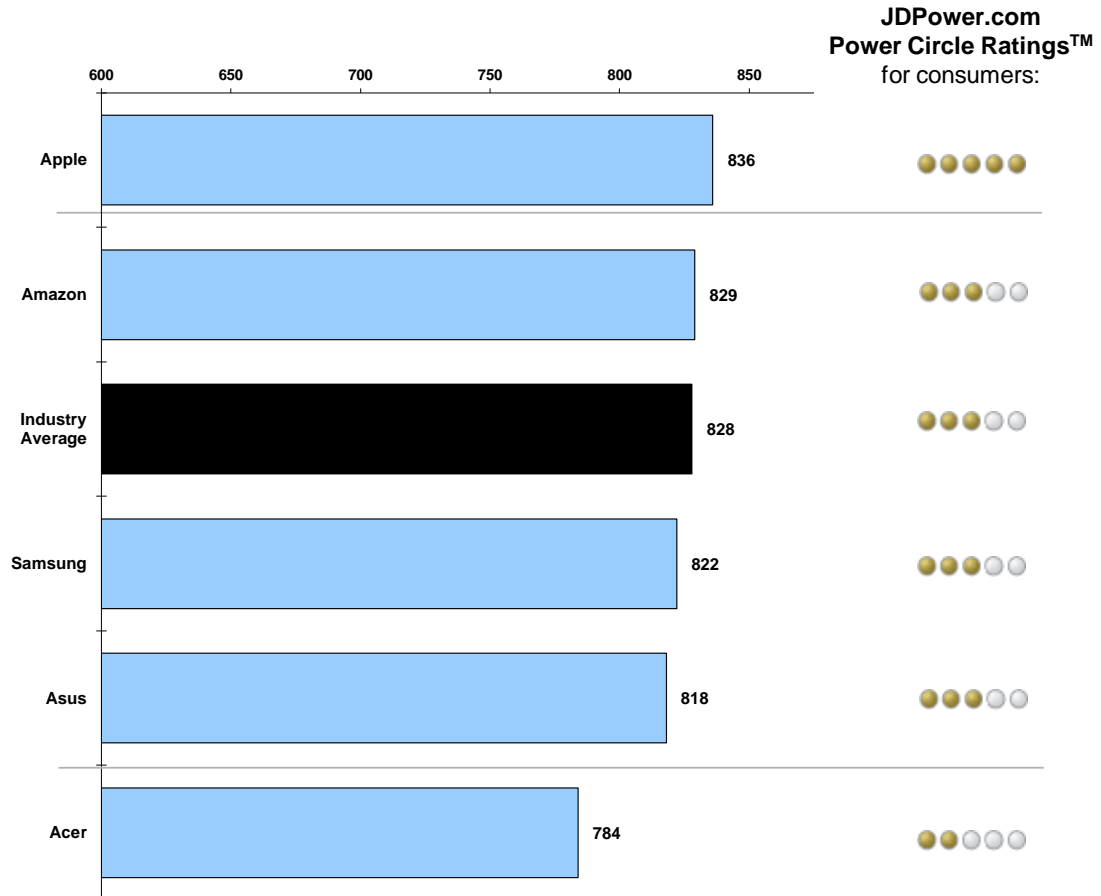 JDPower.com
Power Circle Ratings™
for consumers:
600 650 700 750 800 850
Apple 836
Amazon 829
Industry
Average 828
Samsung 822
Asus 818
Acer 784